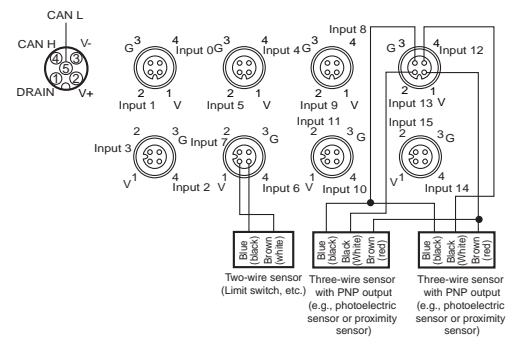 CAN L
CAN H
V-
4
3
5
1
2
DRAIN
V+
G
3
4
Input 0
2
1
Input 1
V
G
3
4
Input 4
2
1
Input 5
V
G
3
4
Input 8
2
1
Input 9
V
G
3
4
Input 12
2
1
Input 13
V
Input 3
2
3
G
V
1
4
Input 2
Input 7
2
3
G
V
1
4
Input 6
Input 11
2
3
G
V
1
4
Input 10
Input 15
2
3
G
V
1
4
Input 14
Blue
(black)
Black
Brown
(white)
Blue
(black)
Black
(White)
Brown
(red)
Blue
(black)
Black
(White)
Brown
(red)
Two-wire sensor
(Limit switch, etc.)
Three-wire sensor
with PNP output
(e.g., photoelectric
sensor or proximity
sensor)
Three-wire sensor
with PNP output
(e.g., photoelectric
sensor or proximity
sensor)